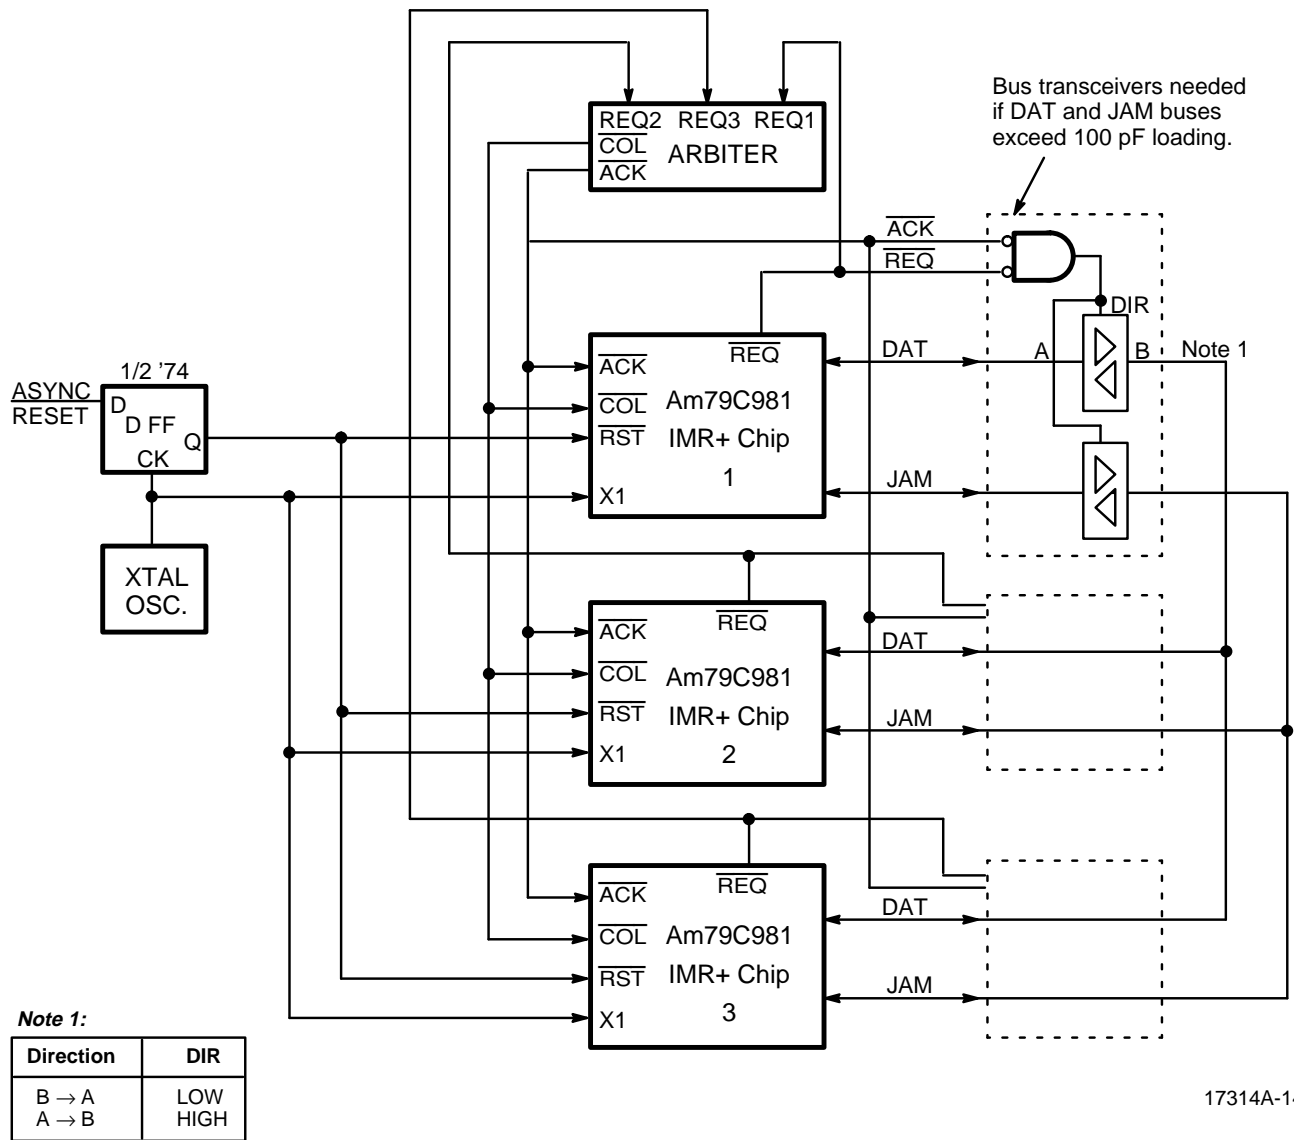 REQ2 REQ3 REQ1
COL
ACK
ARBITER
Bus transceivers needed
if DAT and JAM buses
exceed 100 pF loading.
ACK
REQ
DIR
A
B
Note 1
1/2 '74
ASYNC
RESET
D
D FF
Q
CK
XTAL
OSC.
REQ
ACK
COL
RST
X1
Am79C981
IMR+ Chip
1
DAT
JAM
REQ
ACK
COL
RST
X1
Am79C981
IMR+ Chip
2
DAT
JAM
REQ
ACK
COL
RST
X1
Am79C981
IMR+ Chip
3
DAT
JAM
Note 1:
Direction DIR
B → A LOW
A → B HIGH